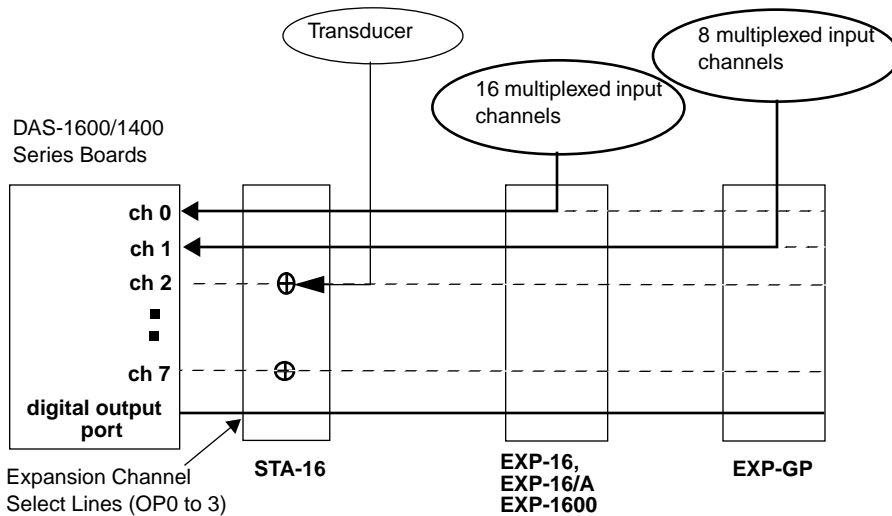 Transducer
8 multiplexed input
channels
16 multiplexed input
channels
DAS-1600/1400
Series Boards
ch 0
ch 1
ch 2
ch 7
digital output
port
Expansion Channel
Select Lines (OP0 to 3)
STA-16
EXP-16,
EXP-16/A
EXP-1600
EXP-GP